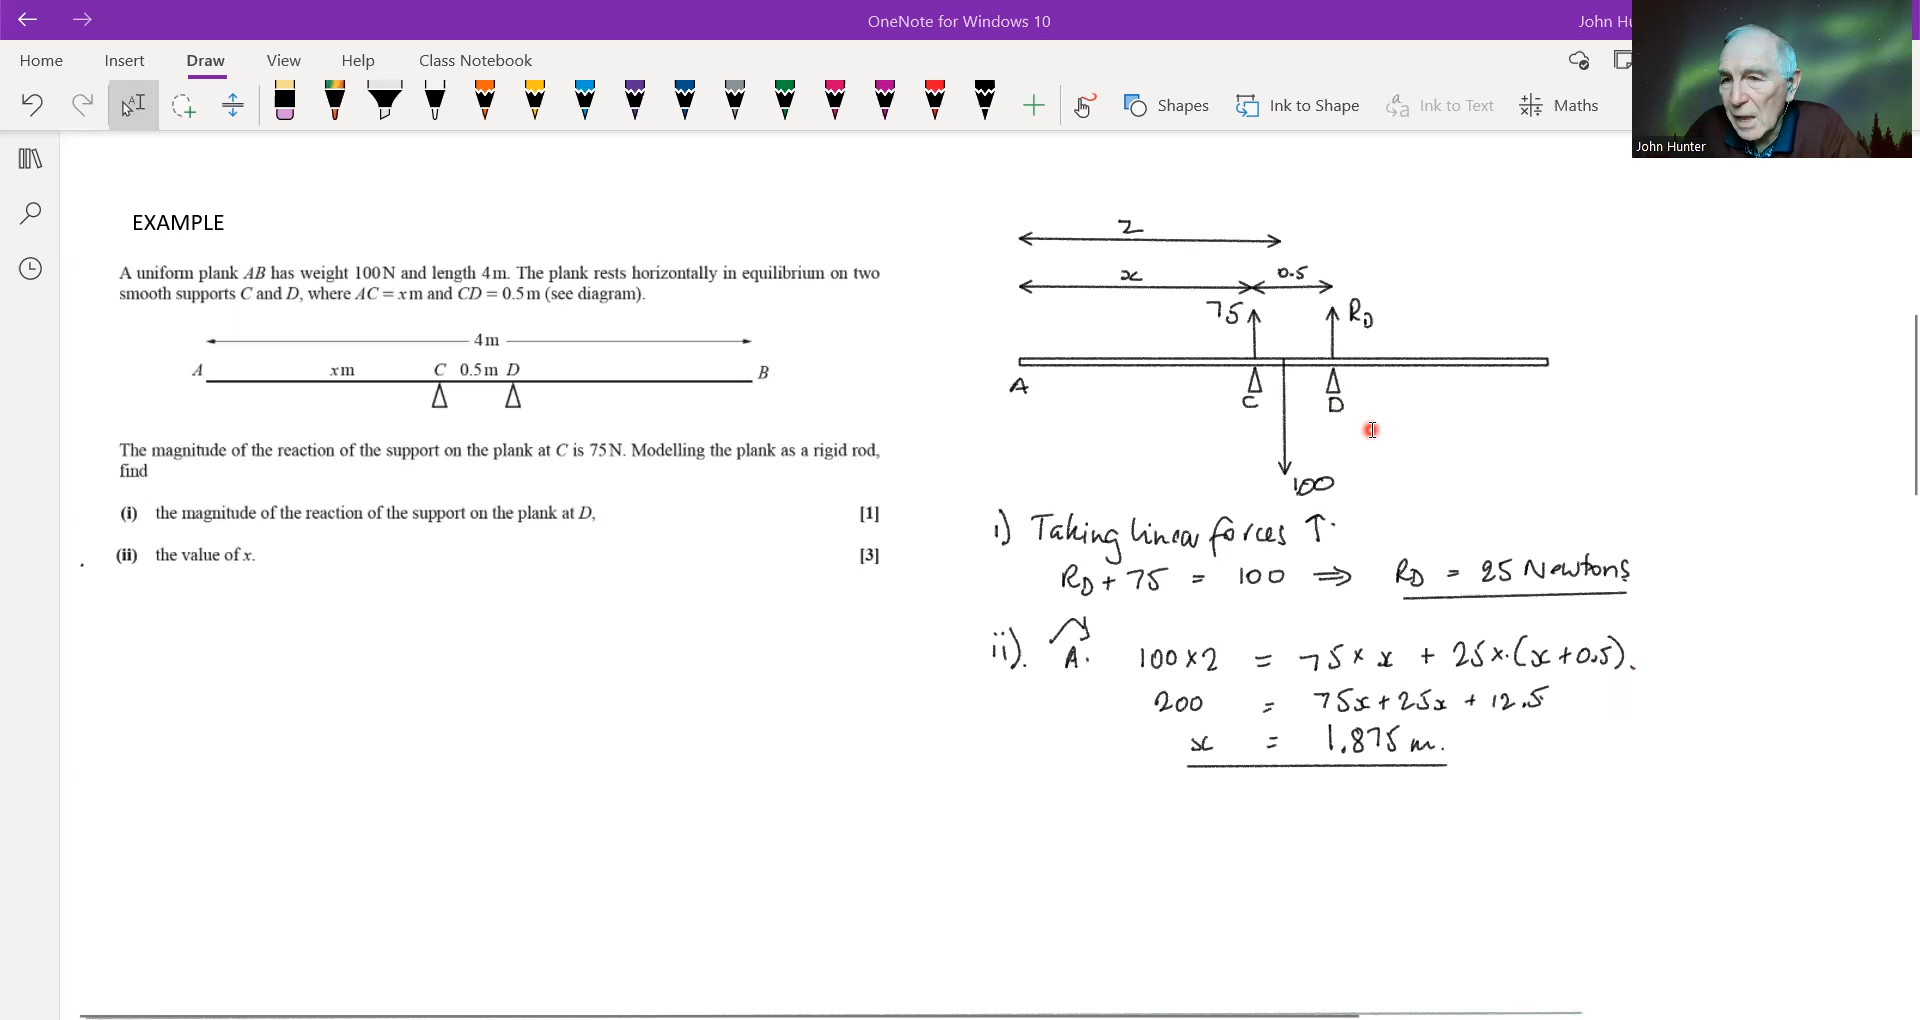 OneNote for Windows 10
John Hu
Home Insert Draw View Help Class Notebook
Shapes Ink to Shape Ink to Text Maths
John Hunter
EXAMPLE
A uniform plank AB has weight 100 N and length 4 m. The plank rests horizontally in equilibrium on two
smooth supports C and D, where AC = x m and CD = 0.5 m (see diagram).
4 m
A x m C 0.5 m D B
The magnitude of the reaction of the support on the plank at C is 75 N. Modelling the plank as a rigid rod,
find
(i) the magnitude of the reaction of the support on the plank at D, [1]
(ii) the value of x. [3]
2
x 0.5
75 R_D
A C D
100
i) Taking linear forces ↑.
R_D + 75 = 100 ⇒ R_D = 25 Newtons
ii). A. 100 × 2 = 75 × x + 25 ×.(x + 0.5).
200 = 75x + 25x + 12.5
x = 1.875 m.